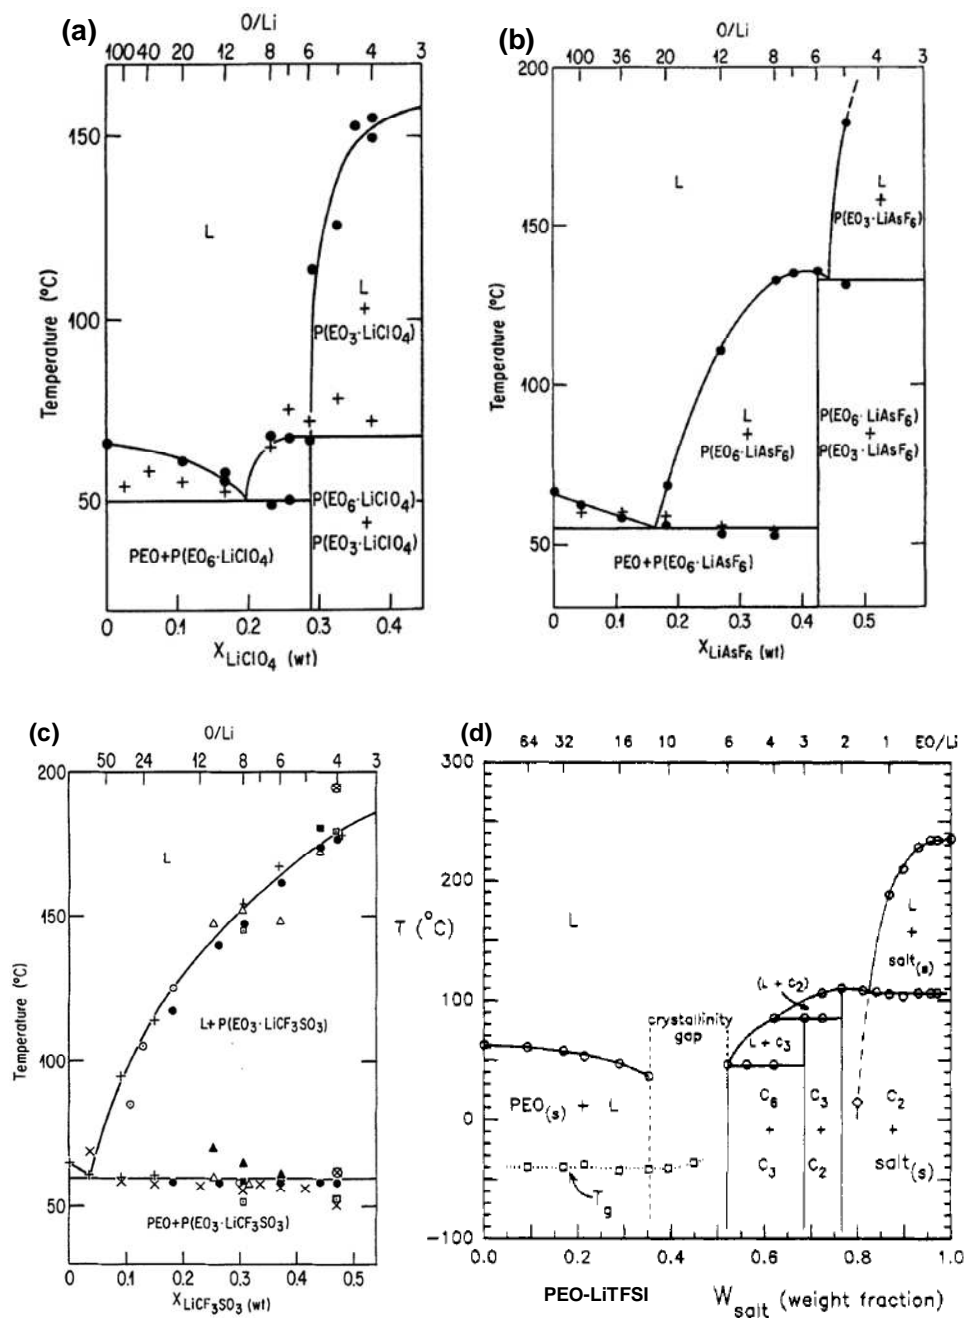 (a)
O/Li
100 40 20 12 8 6 4 3
150
100
50
Temperature (°C)
L
L
+
P(EO3·LiClO4)
P(EO6·LiClO4)
+
P(EO3·LiClO4)
PEO+P(EO6·LiClO4)
0 0.1 0.2 0.3 0.4
XLiClO4 (wt)
(b)
O/Li
100 36 20 12 8 6 4 3
200
150
100
50
Temperature (°C)
L
L
+
P(EO3·LiAsF6)
L
+
P(EO6·LiAsF6)
P(EO6·LiAsF6)
+
P(EO3·LiAsF6)
PEO+P(EO6·LiAsF6)
0 0.1 0.2 0.3 0.4 0.5
XLiAsF6 (wt)
(c)
O/Li
50 24 12 8 6 4 3
200
150
100
50
Temperature (°C)
L
L+P(EO3·LiCF3SO3)
PEO+P(EO3·LiCF3SO3)
0 0.1 0.2 0.3 0.4 0.5
XLiCF3SO3 (wt)
(d)
64 32 16 10 6 4 3 2 1 EO/Li
300
200
100
0
−100
T (°C)
L
L
+
salt(s)
(L + C2)
crystallinity
gap
L + C3
PEO(s) + L
C6
+
C3
C3
+
C2
C2
+
salt(s)
Tg
0.0 0.2 0.4 0.6 0.8 1.0
PEO-LiTFSI
Wsalt (weight fraction)